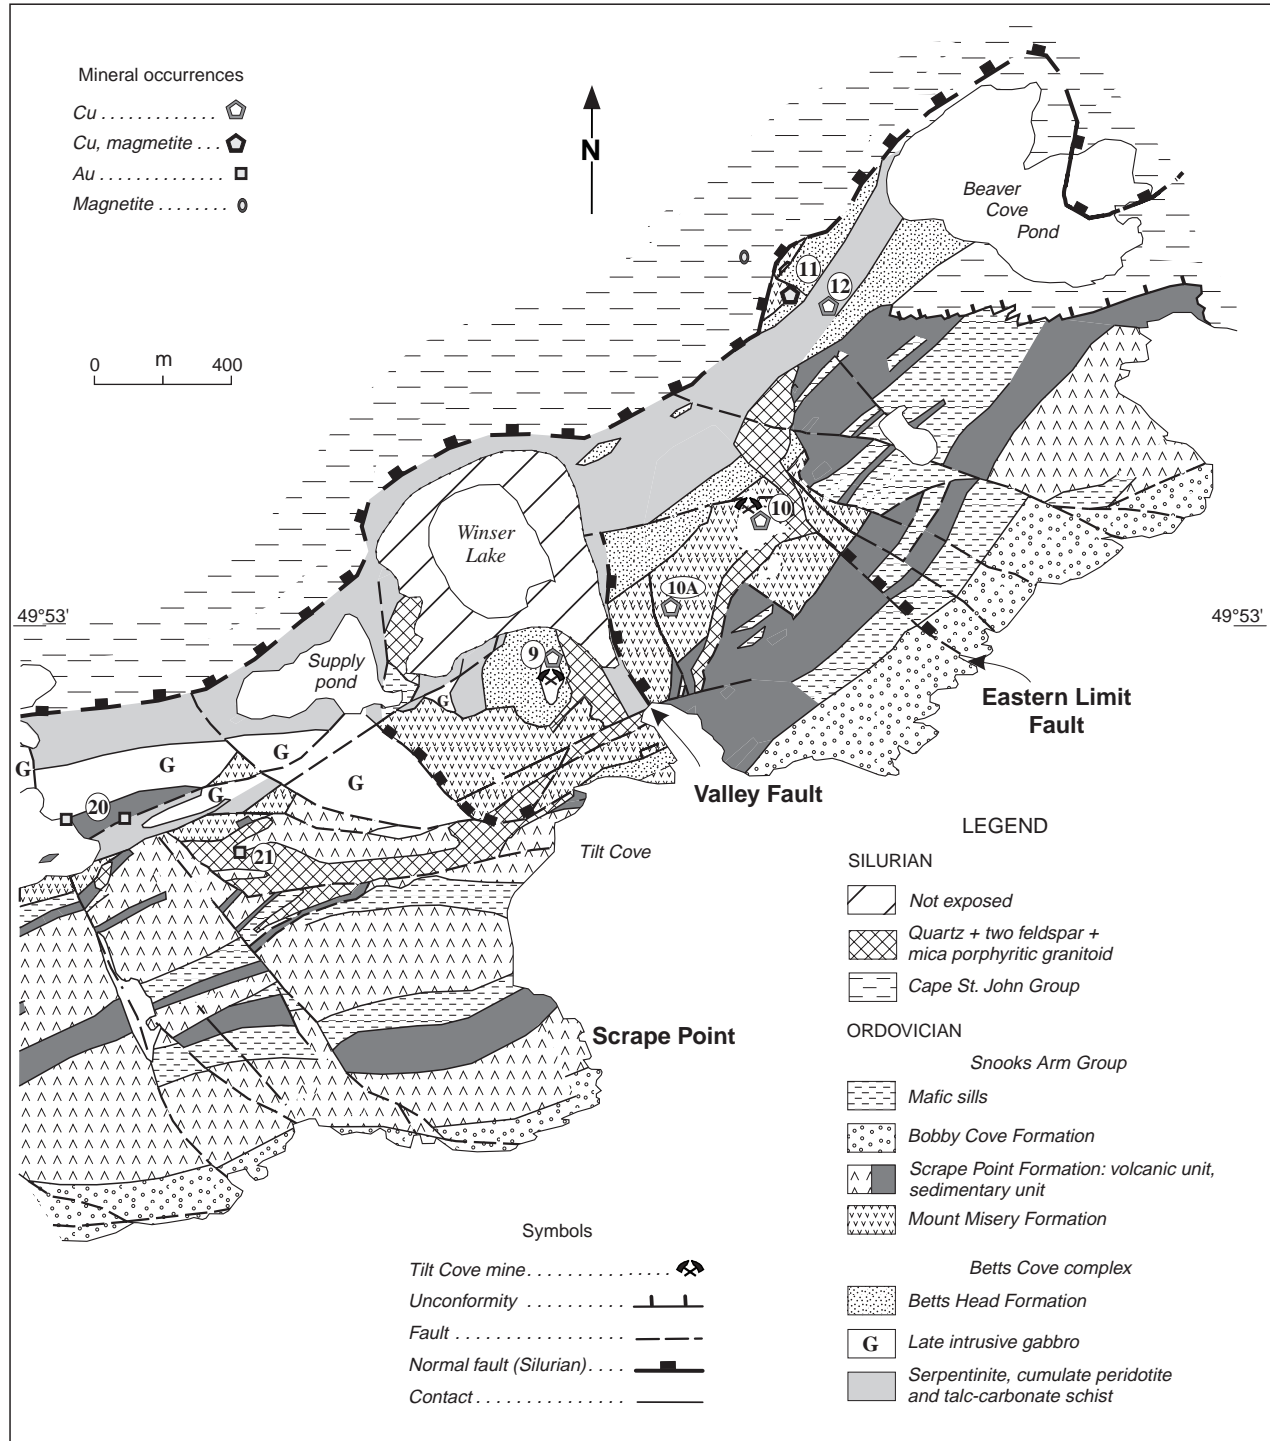 Mineral occurrences
Cu . . . . . . . . . . . . .
Cu, magmetite . . .
Au . . . . . . . . . . . . . .
Magnetite . . . . . . . .
N
Beaver
Cove
Pond
11
12
0 m 400
10
Winser
Lake
10A
49°53'
49°53'
9
Supply
pond
G
Eastern Limit
Fault
G
G
G
G
G
Valley Fault
20
21
Tilt Cove
Scrape Point
LEGEND
SILURIAN
Not exposed
Quartz + two feldspar +
mica porphyritic granitoid
Cape St. John Group
ORDOVICIAN
Snooks Arm Group
Mafic sills
Bobby Cove Formation
Scrape Point Formation: volcanic unit,
sedimentary unit
Mount Misery Formation
Betts Cove complex
Betts Head Formation
G Late intrusive gabbro
Serpentinite, cumulate peridotite
and talc-carbonate schist
Symbols
Tilt Cove mine . . . . . . . . . . . . . . .
Unconformity . . . . . . . . . . .
Fault . . . . . . . . . . . . . . . . . .
Normal fault (Silurian) . . . .
Contact . . . . . . . . . . . . . . . .